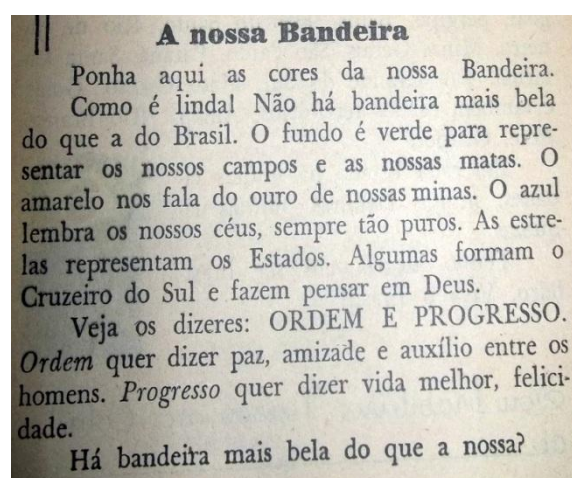 A nossa Bandeira
Ponha aqui as cores da nossa Bandeira.
Como é linda! Não há bandeira mais bela
do que a do Brasil. O fundo é verde para repre-
sentar os nossos campos e as nossas matas. O
amarelo nos fala do ouro de nossas minas. O azul
lembra os nossos céus, sempre tão puros. As estre-
las representam os Estados. Algumas formam o
Cruzeiro do Sul e fazem pensar em Deus.
Veja os dizeres: ORDEM E PROGRESSO.
Ordem quer dizer paz, amizade e auxílio entre os
homens. Progresso quer dizer vida melhor, felici-
dade.
Há bandeira mais bela do que a nossa?